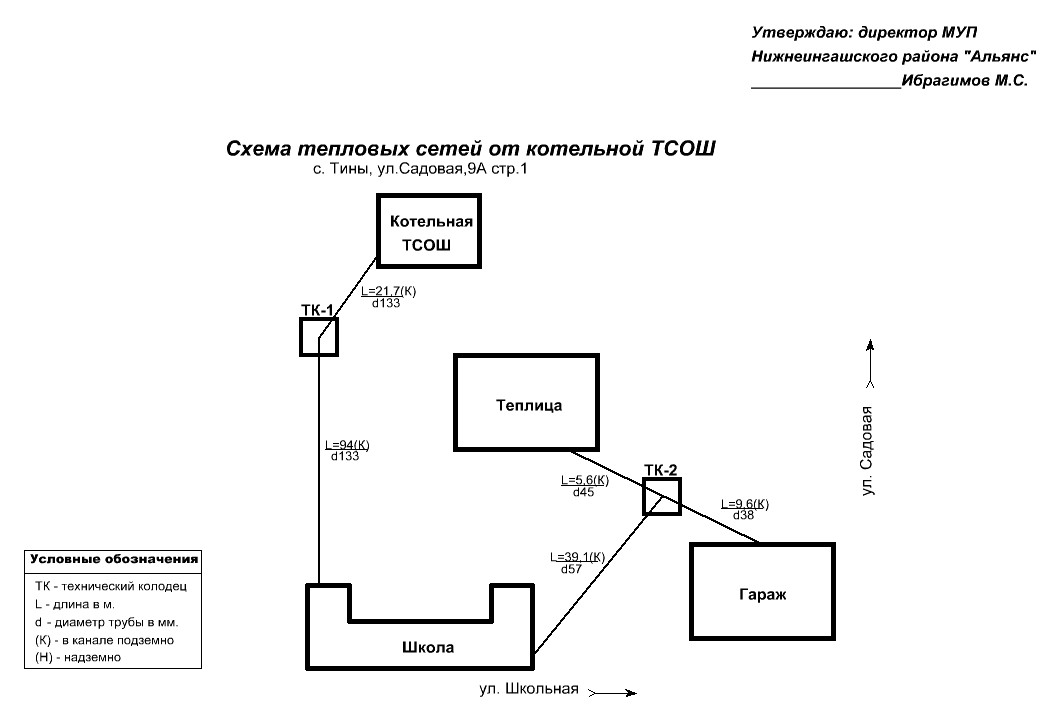 Утверждаю: директор МУП
Нижнеингашского района "Альянс"
__________________Ибрагимов М.С.
Схема тепловых сетей от котельной ТСОШ
с. Тины, ул.Садовая,9А стр.1
Котельная
ТСОШ
L=21,7(К)
d133
ТК-1
Теплица
ул. Садовая
L=94(К)
d133
ТК-2
L=5,6(К)
d45
L=9,6(К)
d38
L=39,1(К)
d57
Гараж
Условные обозначения
ТК - технический колодец
L - длина в м.
d - диаметр трубы в мм.
(К) - в канале подземно
(Н) - надземно
Школа
ул. Школьная